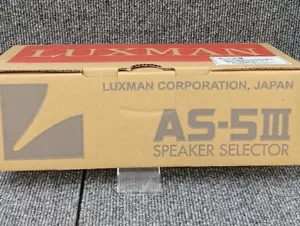 LUXMAN
LUXMAN CORPORATION, JAPAN
AS-5III
SPEAKER SELECTOR